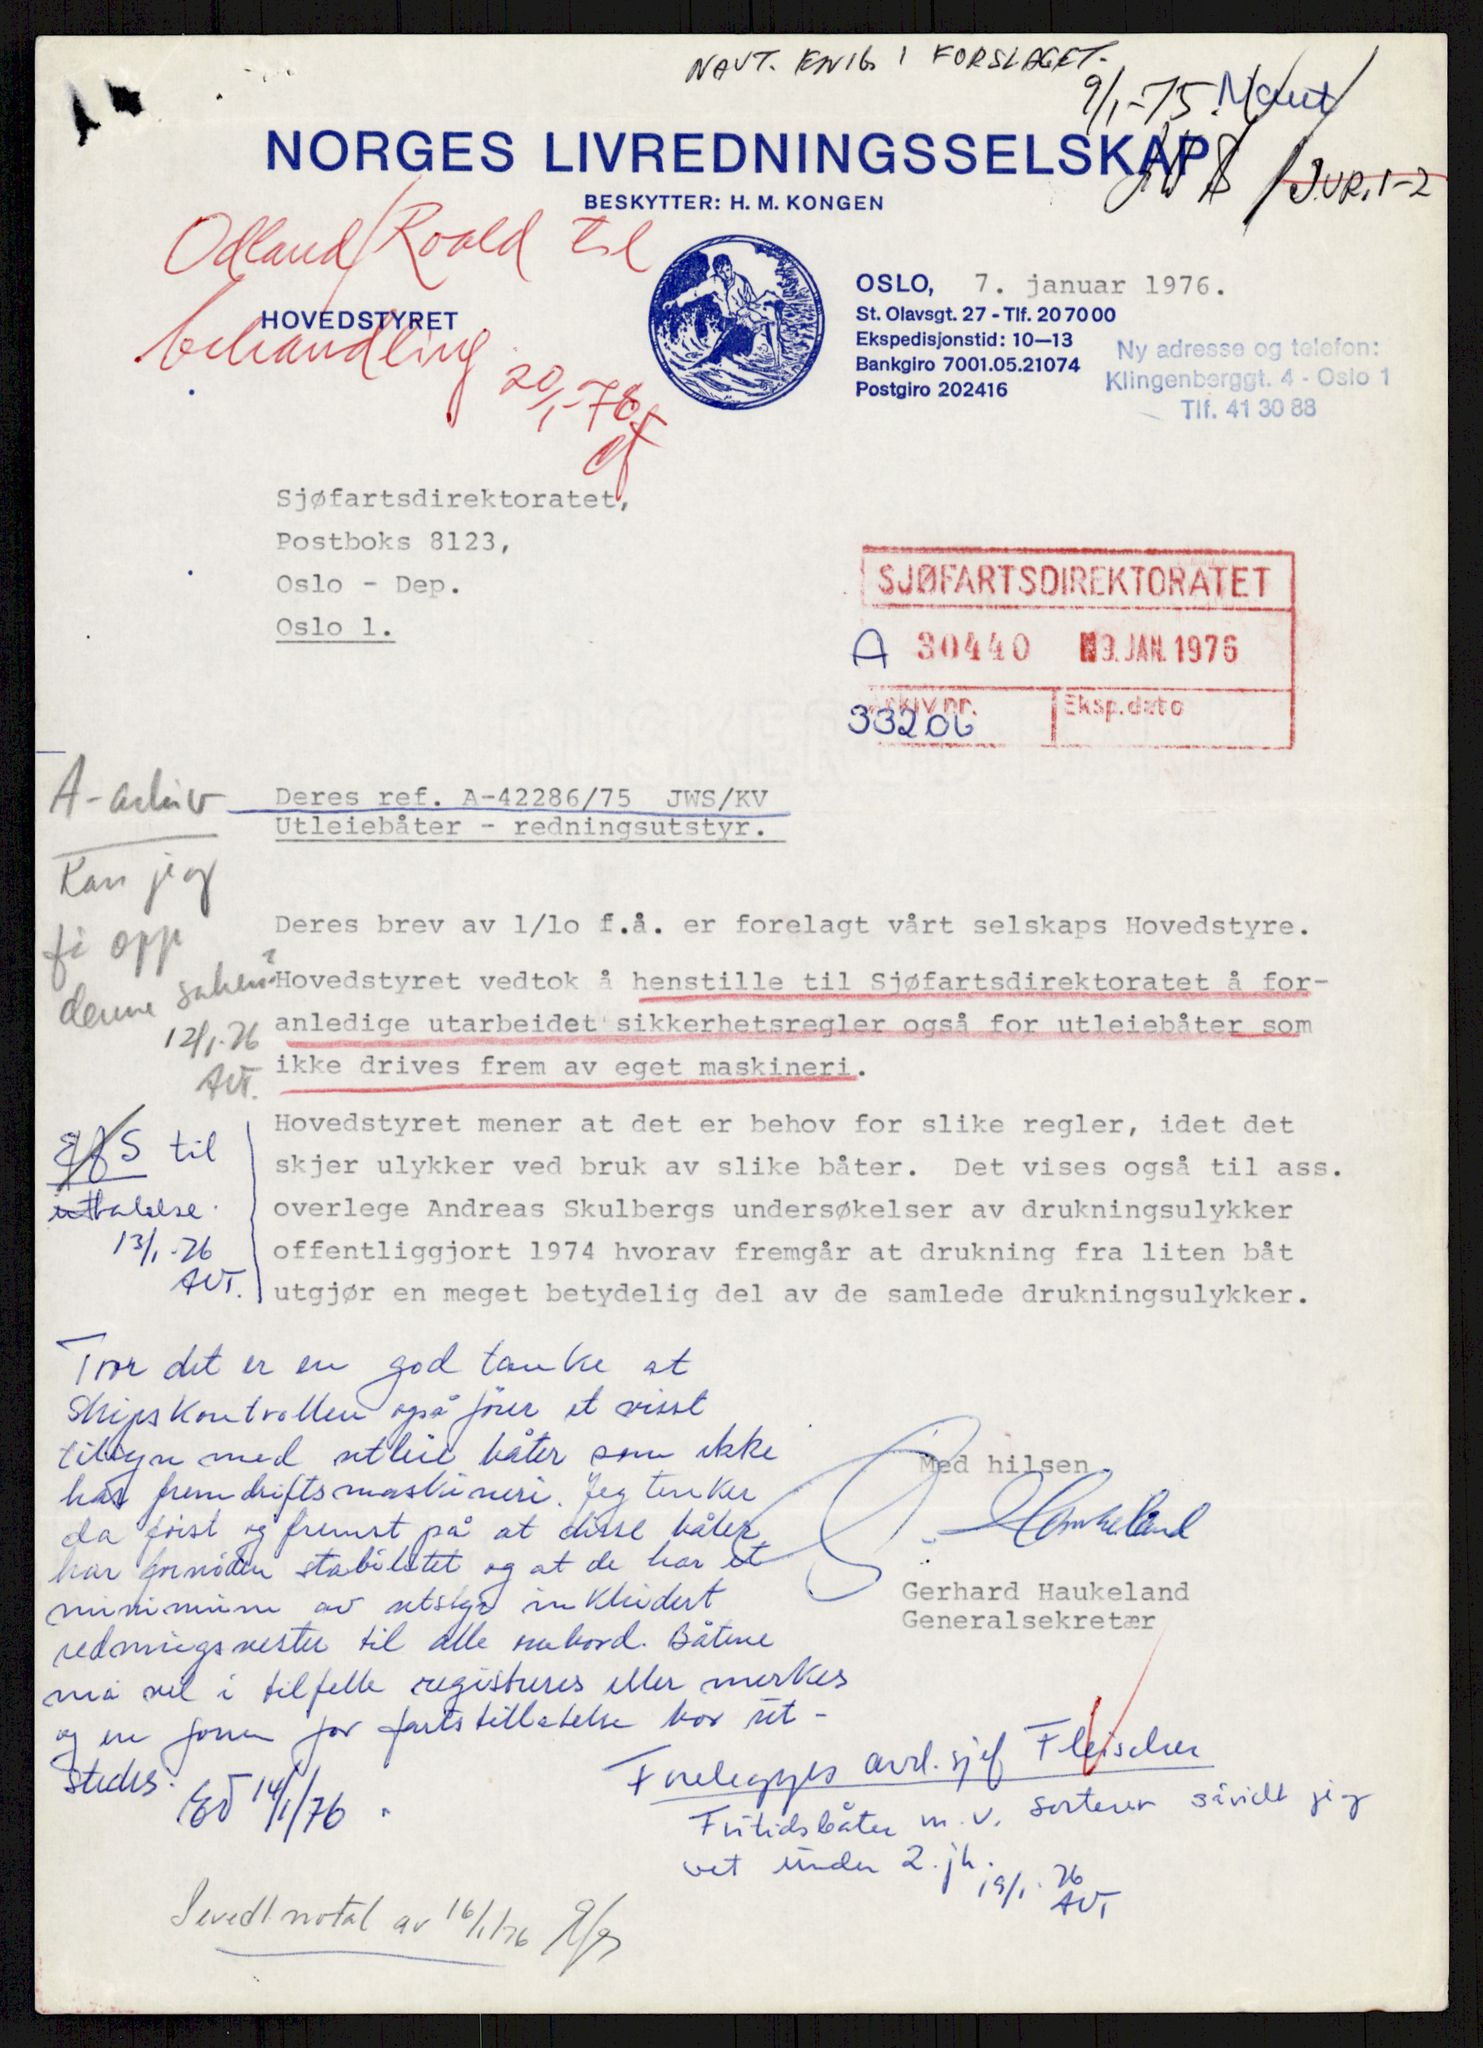 NAUT. ENIG I FORSLAGET.
9/1-75 Naut
JUR. 1-2
NORGES LIVREDNINGSSELSKAP
BESKYTTER: H. M. KONGEN
Odland/Roald til
behandling
20/1-76
HOVEDSTYRET
OSLO, 7. januar 1976.
St. Olavsgt. 27 - Tlf. 20 70 00
Ekspedisjonstid: 10—13
Bankgiro 7001.05.21074
Postgiro 202416
Ny adresse og telefon:
Klingenberggt. 4 - Oslo 1
Tlf. 41 30 88
Sjøfartsdirektoratet,
Postboks 8123,
Oslo - Dep.
Oslo 1.
SJØFARTSDIREKTORATET
A 30440 9. JAN. 1976
Arkivnr. Eksp. dato
33206
A-arkiv
Kan jeg
få opp
denne saken?
12/1-76
AVT.
Deres ref. A-42286/75 JWS/KV
Utleiebåter - redningsutstyr.
Deres brev av 1/lo f.å. er forelagt vårt selskaps Hovedstyre.
Hovedstyret vedtok å henstille til Sjøfartsdirektoratet å for-
anledige utarbeidet sikkerhetsregler også for utleiebåter som
ikke drives frem av eget maskineri.
S til
uttalelse.
13/1-76
AVT.
Hovedstyret mener at det er behov for slike regler, idet det
skjer ulykker ved bruk av slike båter. Det vises også til ass.
overlege Andreas Skulbergs undersøkelser av drukningsulykker
offentliggjort 1974 hvorav fremgår at drukning fra liten båt
utgjør en meget betydelig del av de samlede drukningsulykker.
Tror det er en god tanke at
skipskontrollen også fører et visst
tilsyn med utleie båter som ikke
har fremdriftsmaskineri. Jeg tenker
da først og fremst på at disse båter
har fornøden stabilitet og at de har et
minimum av utstyr inkludert
redningsvester til alle ombord. Båtene
må vel i tilfelle registreres eller merkes
og en form for fartstillatelse bør ut-
stedes.
14/1/76.
Med hilsen
Haukeland
Gerhard Haukeland
Generalsekretær
Forelegges avd. sjef Fleischer
Fritidsbåter m.v. sorterer såvidt jeg
vet under 2. jk.
19/1-76
AVT
notat av 16/1/76